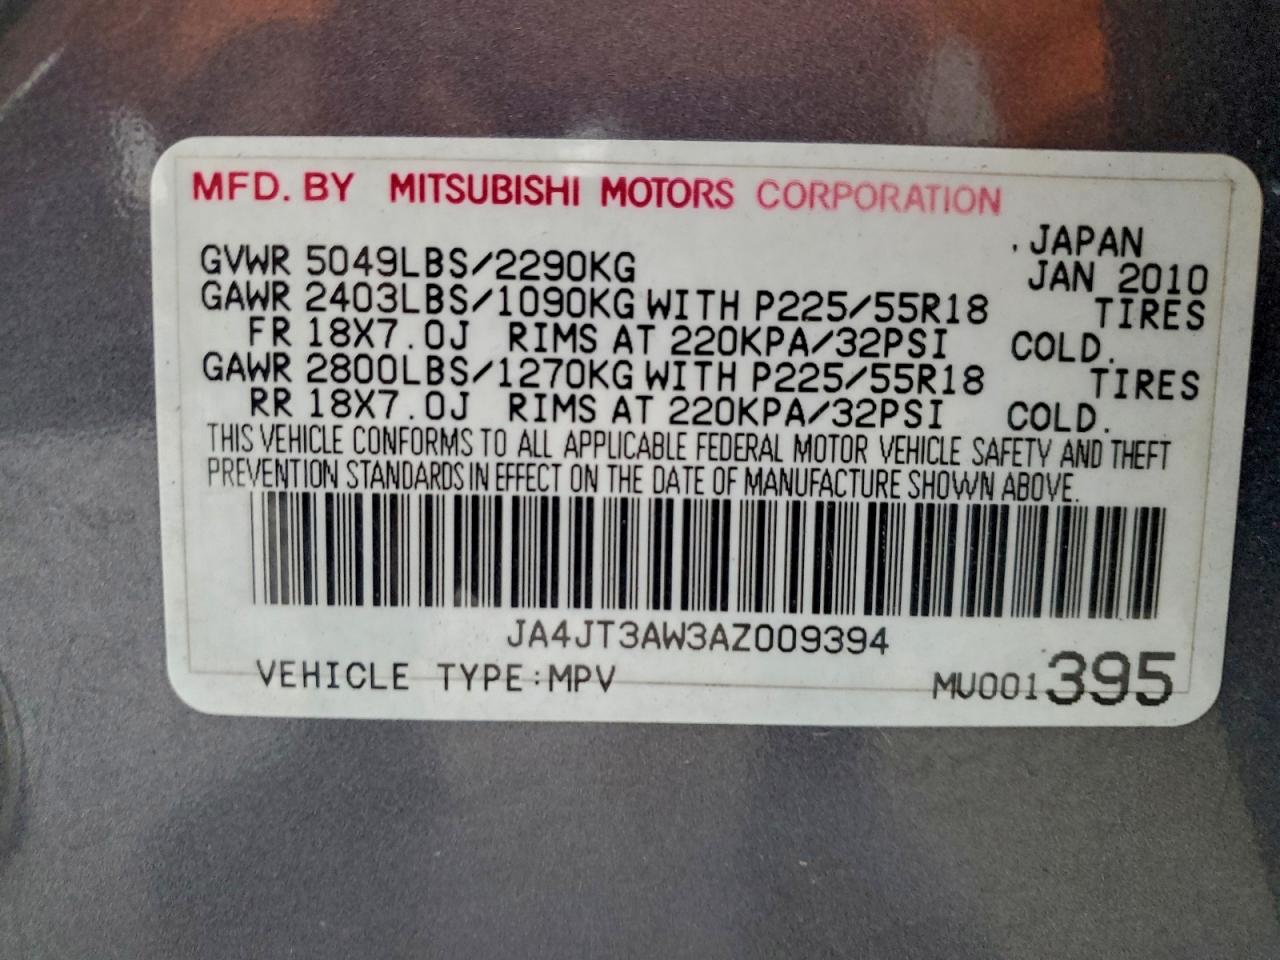 MFD. BY MITSUBISHI MOTORS CORPORATION
. JAPAN
GVWR 5049LBS/2290KG JAN 2010
GAWR 2403LBS/1090KG WITH P225/55R18 TIRES
FR 18X7.0J RIMS AT 220KPA/32PSI COLD.
GAWR 2800LBS/1270KG WITH P225/55R18 TIRES
RR 18X7.0J RIMS AT 220KPA/32PSI COLD.
THIS VEHICLE CONFORMS TO ALL APPLICABLE FEDERAL MOTOR VEHICLE SAFETY AND THEFT
PREVENTION STANDARDS IN EFFECT ON THE DATE OF MANUFACTURE SHOWN ABOVE.
JA4JT3AW3AZ009394
VEHICLE TYPE:MPV MU001395